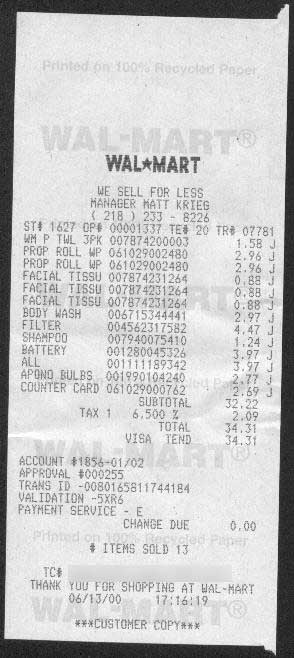 Printed on 100% Recycled Paper
WAL-MART®
WAL★MART
WE SELL FOR LESS
MANAGER MATT KRIEG
( 218 ) 233 - 8226
ST# 1627 OP# 00001337 TE# 20 TR# 07781
WM P TWL 3PK 007874200003 1.58 J
PROP ROLL WP 061029002480 2.96 J
PROP ROLL WP 061029002480 2.96 J
FACIAL TISSU 007874231264 0.88 J
FACIAL TISSU 007874231264 0.88 J
FACIAL TISSU 007874231264 0.88 J
BODY WASH 006715344441 2.97 J
FILTER 004562317582 4.47 J
SHAMPOO 007940075410 1.24 J
BATTERY 001280045326 3.97 J
ALL 001111189342 3.97 J
APONO BULBS 001990104240 2.77 J
COUNTER CARD 061029000762 2.69 J
SUBTOTAL 32.22
TAX 1 6.500 % 2.09
TOTAL 34.31
VISA TEND 34.31
ACCOUNT #1856-01/02
APPROVAL #000255
TRANS ID -0080165811744184
VALIDATION -5XR6
PAYMENT SERVICE - E
CHANGE DUE 0.00
Printed on 100% Recycled Paper
# ITEMS SOLD 13
TC#
THANK YOU FOR SHOPPING AT WAL-MART
06/13/00 17:16:19
WAL-MART®
***CUSTOMER COPY***